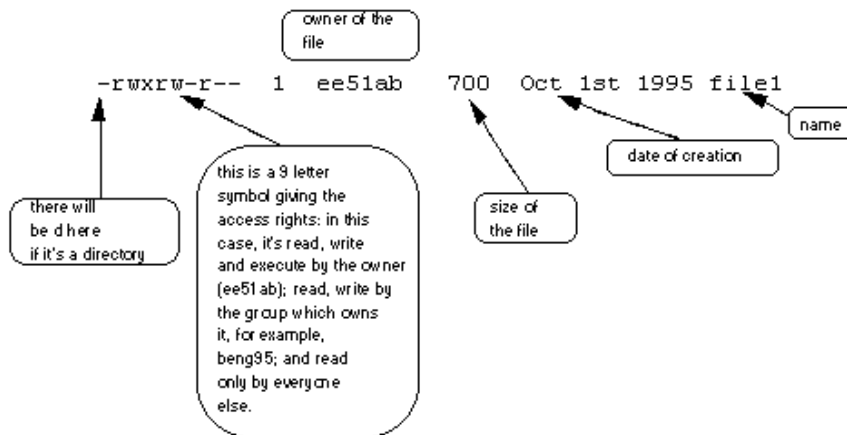 owner of the
file
-rwxrw-r-- 1 ee51ab 700 Oct 1st 1995 file1
name
date of creation
this is a 9 letter
symbol giving the
access rights: in this
case, it's read, write
and execute by the owner
(ee51ab); read, write by
the group which owns
it, for example,
beng95; and read
only by everyone
else.
there will
be d here
if it's a directory
size of
the file